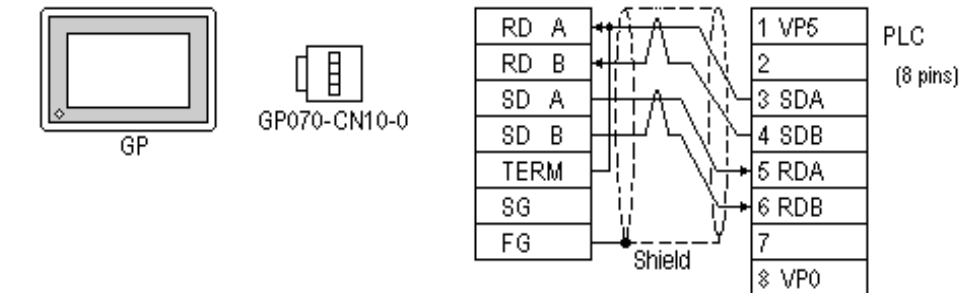 GP
GP070-CN10-0
RD A
RD B
SD A
SD B
TERM
SG
FG
Shield
1 VP5
2
3 SDA
4 SDB
5 RDA
6 RDB
7
8 VP0
PLC
(8 pins)